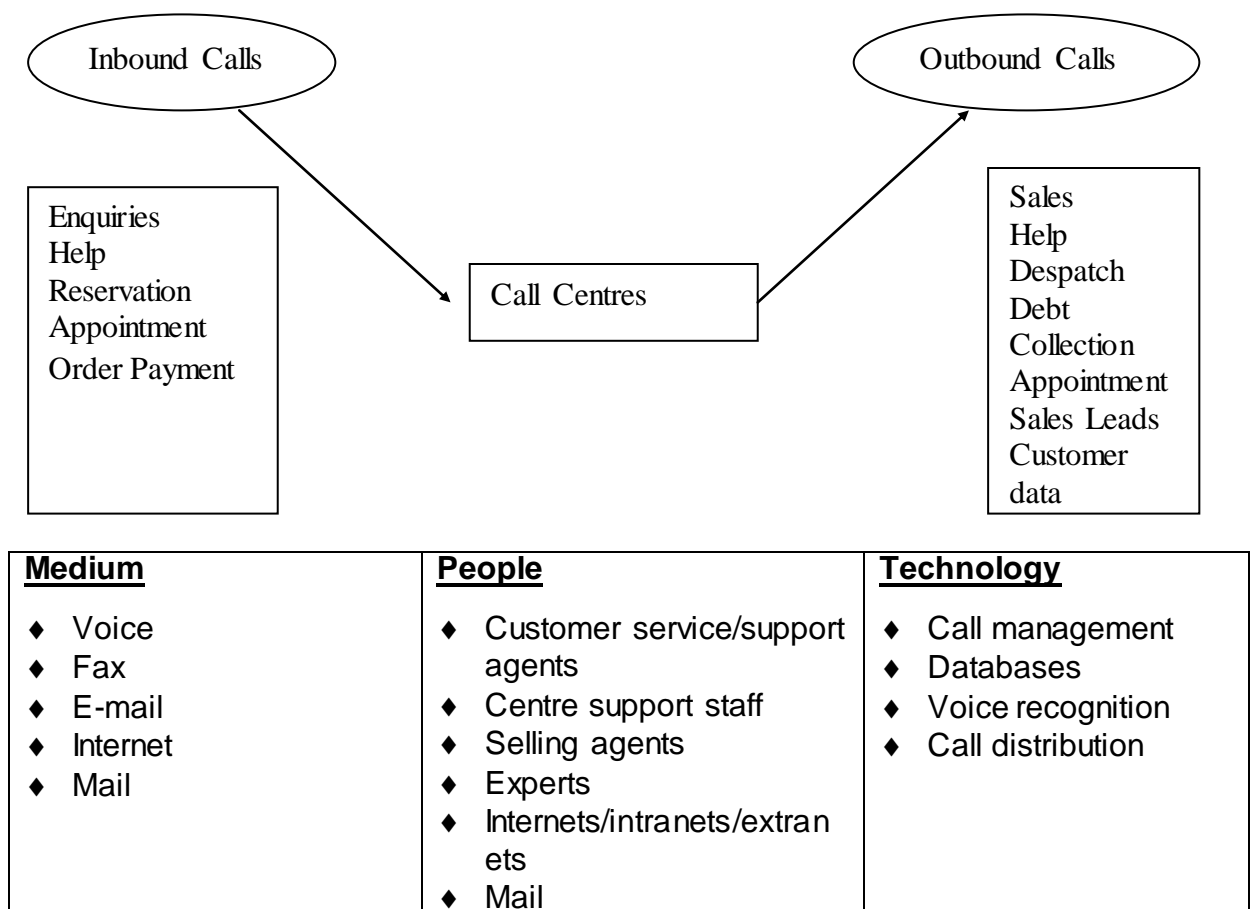 Inbound Calls
Outbound Calls
Enquiries
Help
Reservation
Appointment
Order Payment
Call Centres
Sales
Help
Despatch
Debt
Collection
Appointment
Sales Leads
Customer
data
Medium
♦ Voice
♦ Fax
♦ E-mail
♦ Internet
♦ Mail
People
♦ Customer service/support
agents
♦ Centre support staff
♦ Selling agents
♦ Experts
♦ Internets/intranets/extran
ets
♦ Mail
Technology
♦ Call management
♦ Databases
♦ Voice recognition
♦ Call distribution